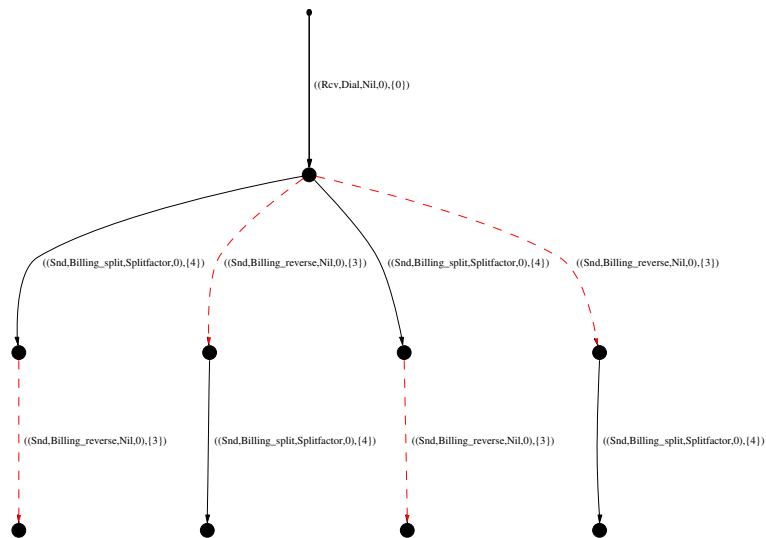 ((Rcv,Dial,Nil,0),{0})
((Snd,Billing_split,Splitfactor,0),{4})
((Snd,Billing_reverse,Nil,0),{3})
((Snd,Billing_split,Splitfactor,0),{4})
((Snd,Billing_reverse,Nil,0),{3})
((Snd,Billing_reverse,Nil,0),{3})
((Snd,Billing_split,Splitfactor,0),{4})
((Snd,Billing_reverse,Nil,0),{3})
((Snd,Billing_split,Splitfactor,0),{4})